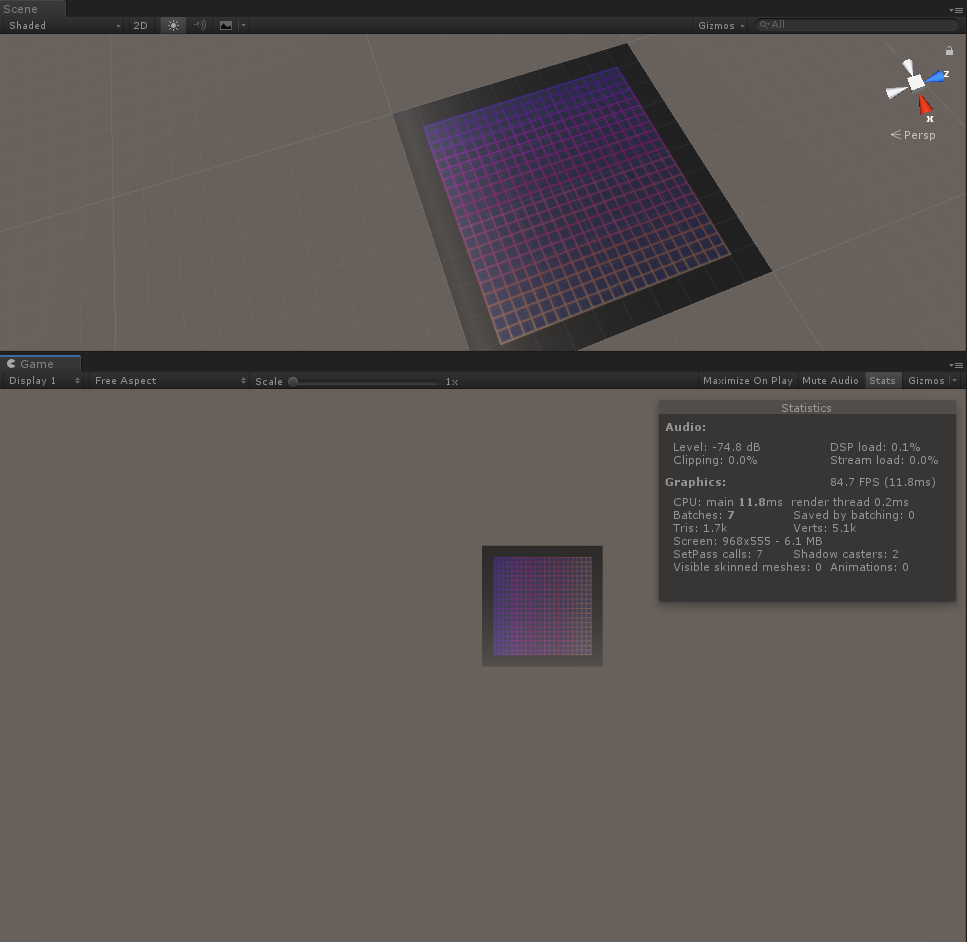 Scene
Shaded 2D Gizmos All
z
x
Persp
Game
Display 1 Free Aspect Scale 1x Maximize On Play Mute Audio Stats Gizmos
Statistics
Audio:
Level: -74.8 dB DSP load: 0.1%
Clipping: 0.0% Stream load: 0.0%
Graphics: 84.7 FPS (11.8ms)
CPU: main 11.8ms render thread 0.2ms
Batches: 7 Saved by batching: 0
Tris: 1.7k Verts: 5.1k
Screen: 968x555 - 6.1 MB
SetPass calls: 7 Shadow casters: 2
Visible skinned meshes: 0 Animations: 0